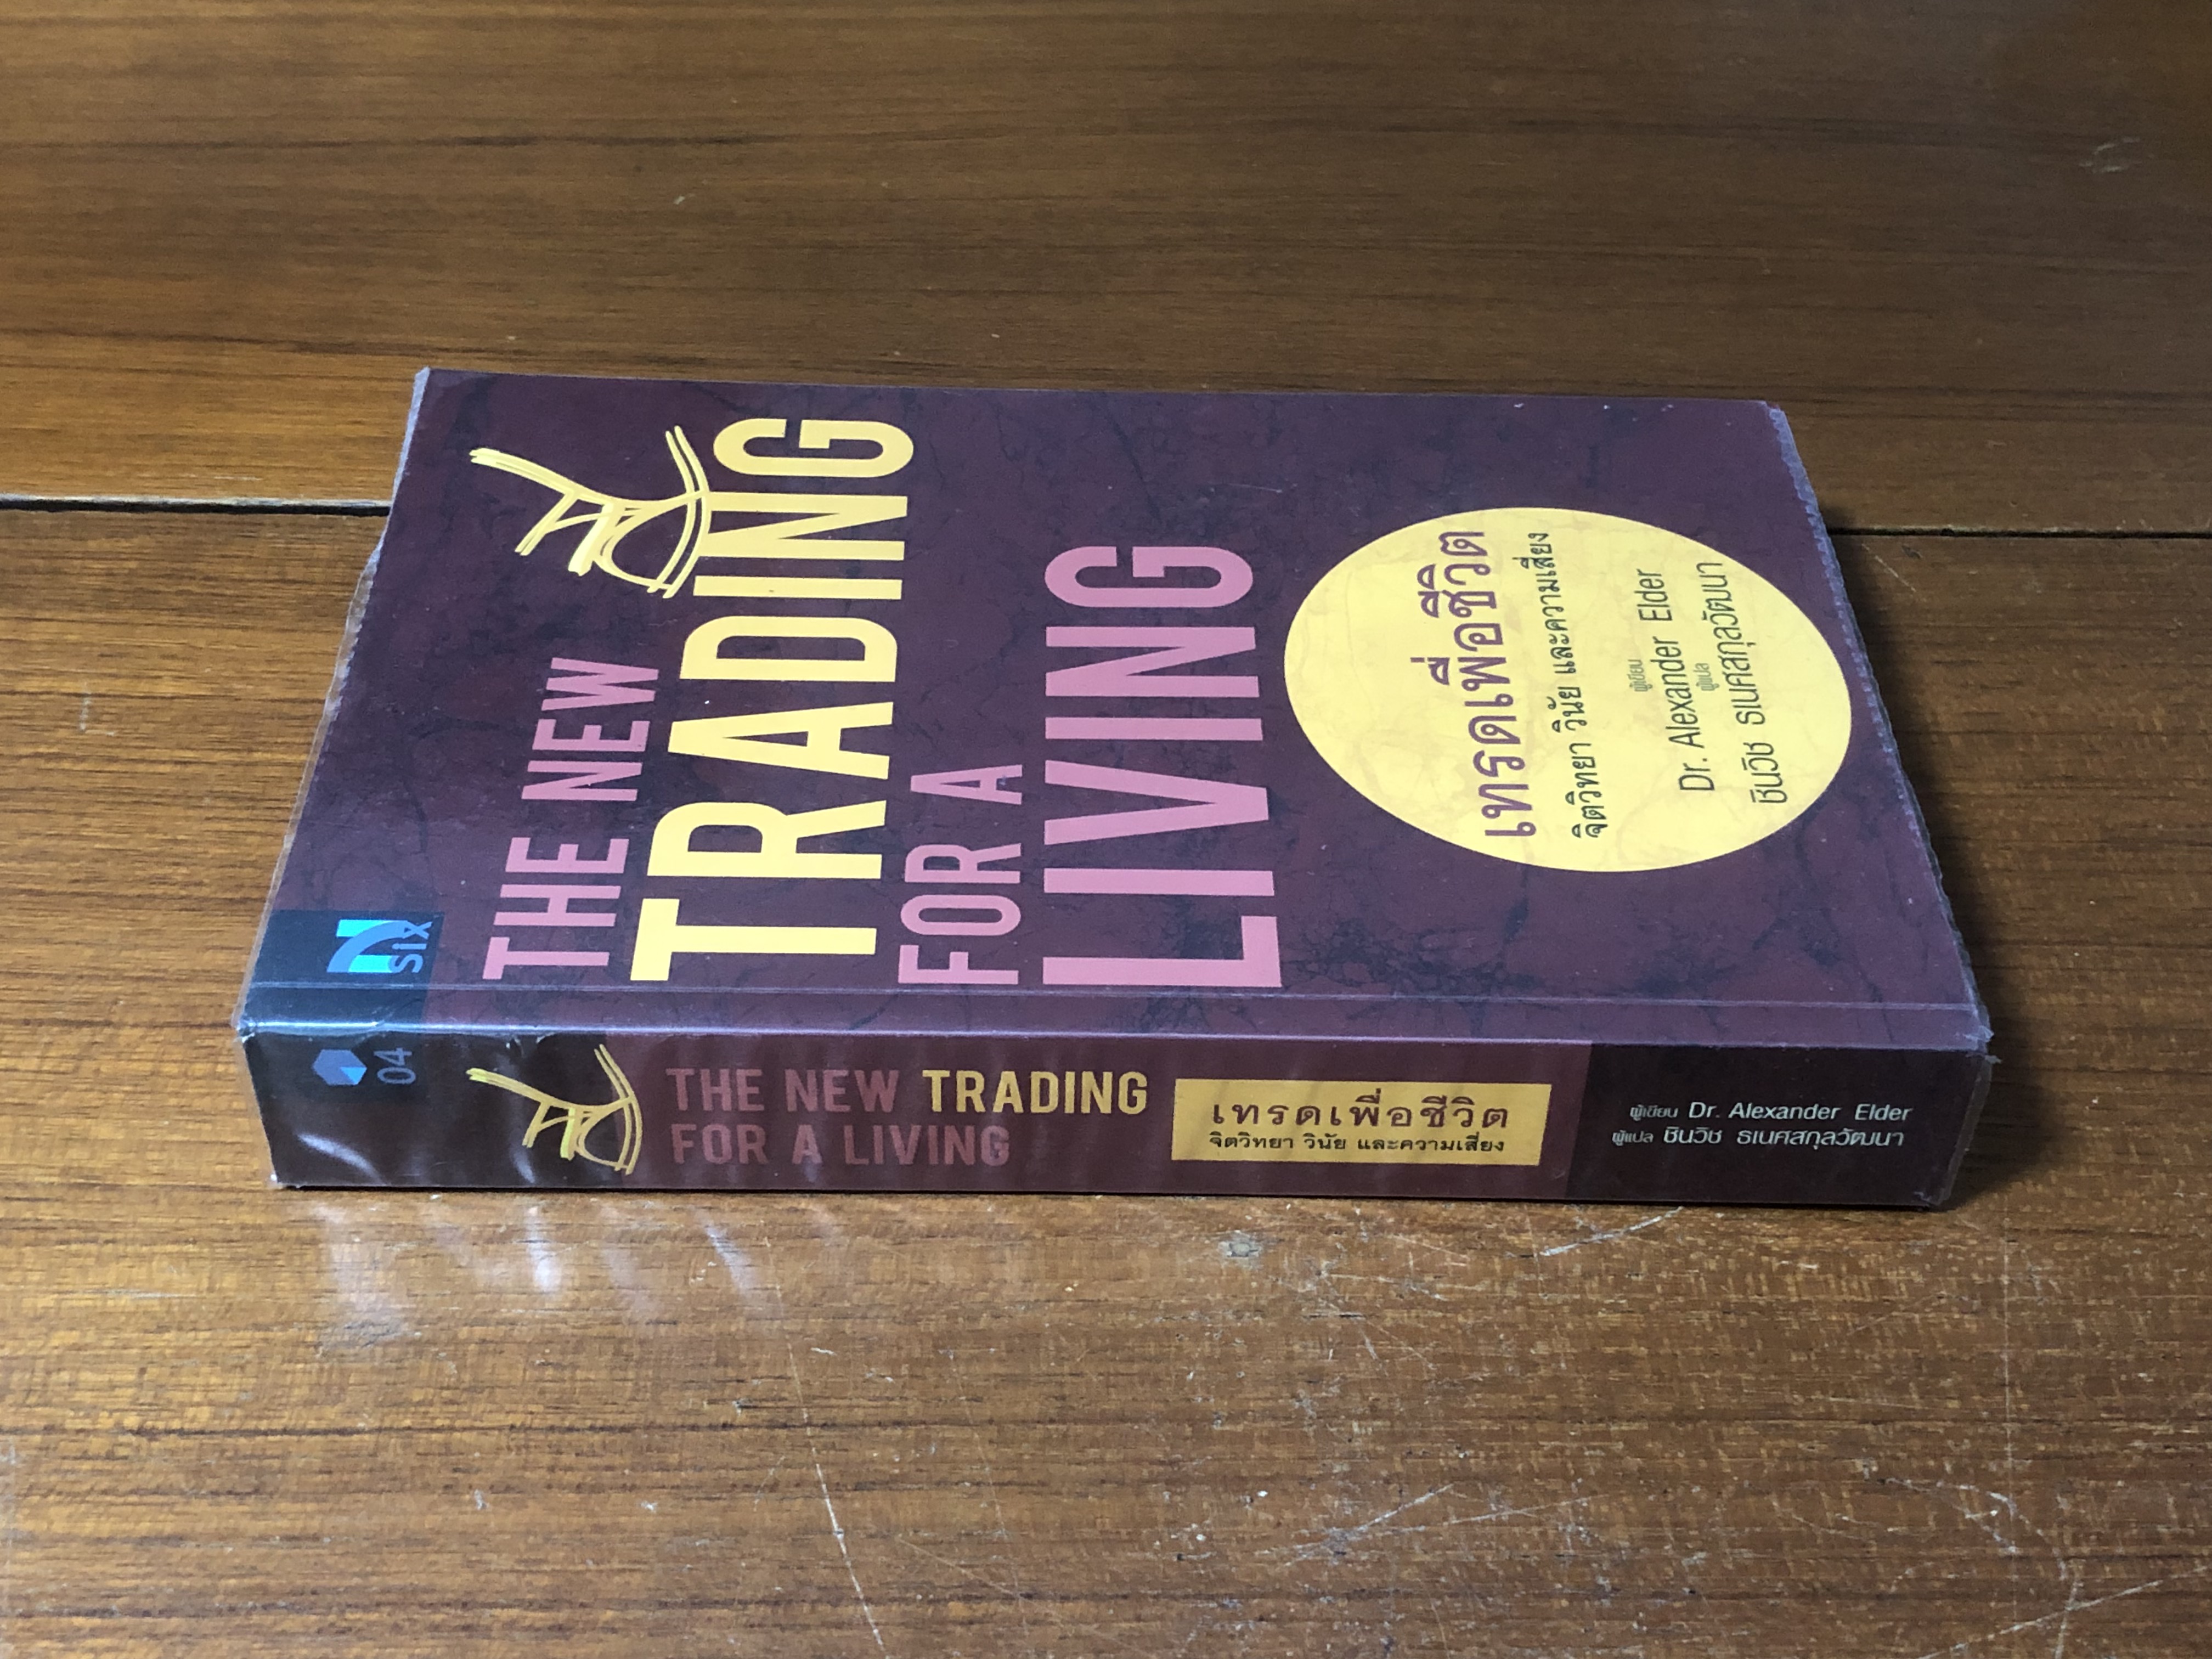 six
THE NEW
TRADING
FOR A
LIVING
เทรดเพื่อชีวิต
จิตวิทยา วินัย และความเสี่ยง
ผู้เขียน
Dr. Alexander Elder
ผู้แปล
ชินวิช ธเนศสกุลวัฒนา
04
THE NEW TRADING
FOR A LIVING
เทรดเพื่อชีวิต
จิตวิทยา วินัย และความเสี่ยง
ผู้เขียน Dr. Alexander Elder
ผู้แปล ชินวิช ธเนศสกุลวัฒนา